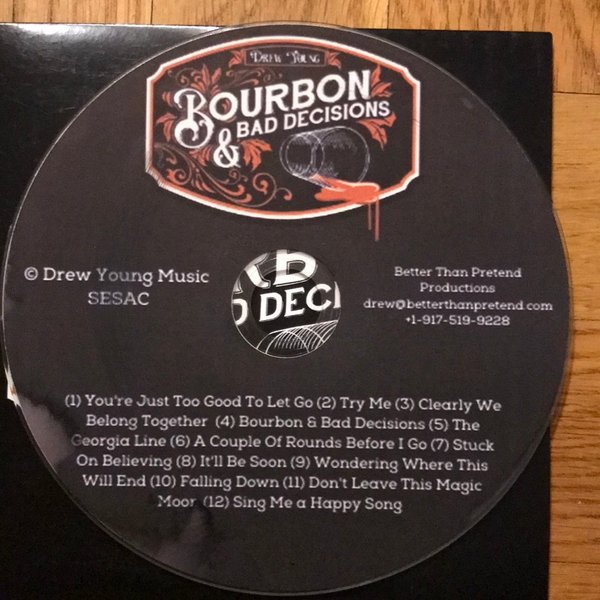 DREW YOUNG
BOURBON
& BAD DECISIONS
© Drew Young Music
SESAC
Better Than Pretend
Productions
drew@betterthanpretend.com
+1-917-519-9228
DECI
(1) You're Just Too Good To Let Go (2) Try Me (3) Clearly We
Belong Together (4) Bourbon & Bad Decisions (5) The
Georgia Line (6) A Couple Of Rounds Before I Go (7) Stuck
On Believing (8) It'll Be Soon (9) Wondering Where This
Will End (10) Falling Down (11) Don't Leave This Magic
Moor (12) Sing Me a Happy Song